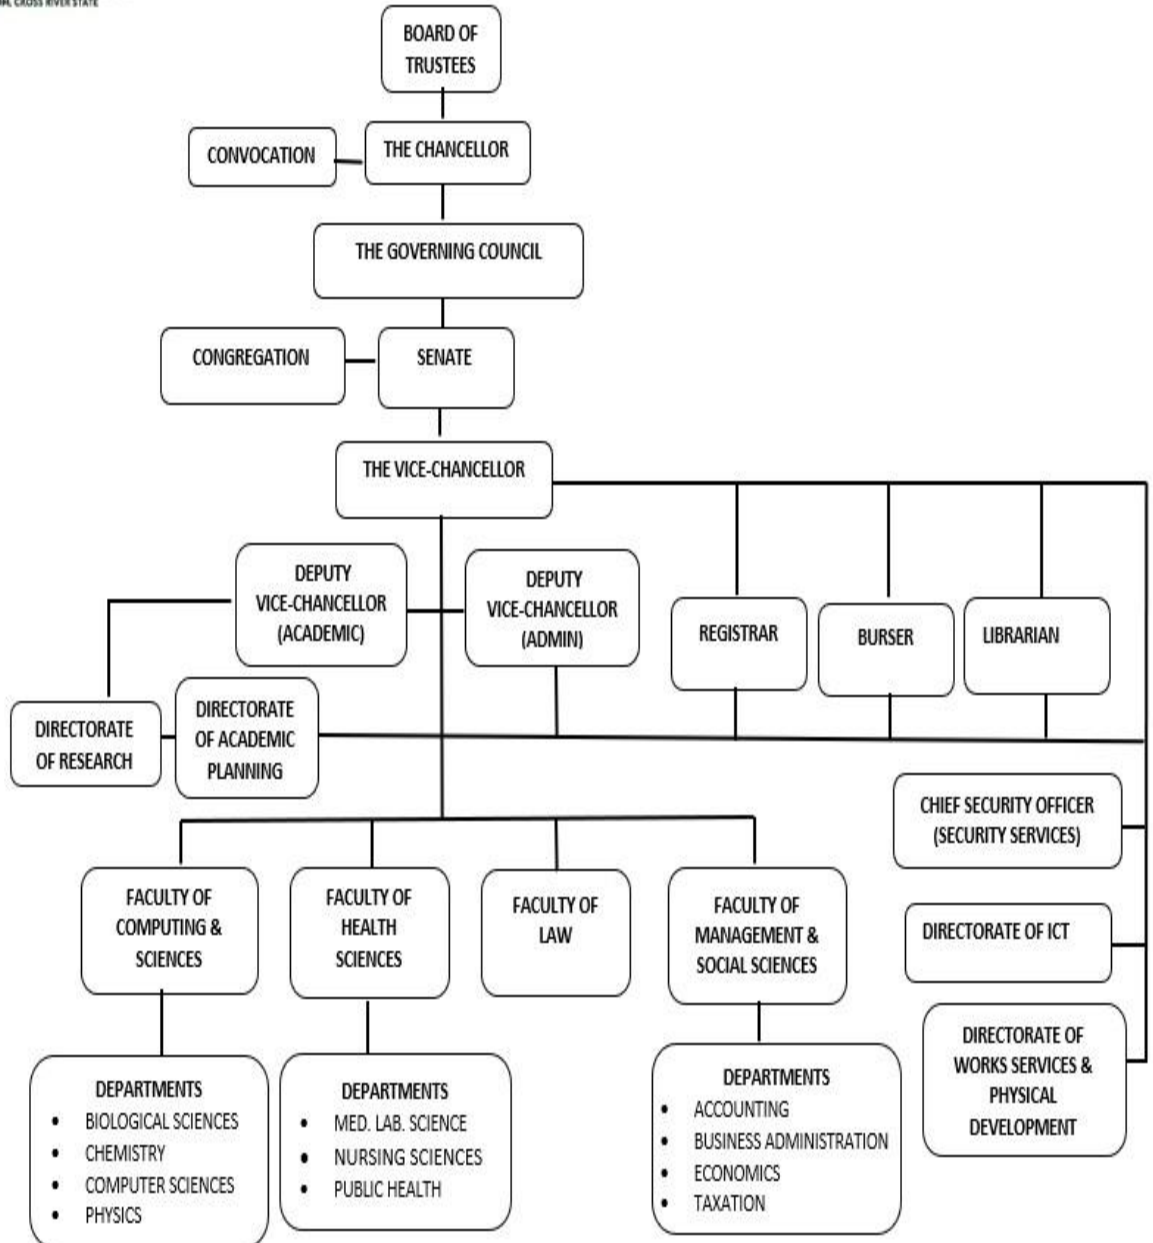 CROSS RIVER STATE
BOARD OF
TRUSTEES
CONVOCATION
THE CHANCELLOR
THE GOVERNING COUNCIL
CONGREGATION
SENATE
THE VICE-CHANCELLOR
DEPUTY
VICE-CHANCELLOR
(ACADEMIC)
DEPUTY
VICE-CHANCELLOR
(ADMIN)
REGISTRAR
BURSER
LIBRARIAN
DIRECTORATE
OF RESEARCH
DIRECTORATE
OF ACADEMIC
PLANNING
CHIEF SECURITY OFFICER
(SECURITY SERVICES)
FACULTY OF
COMPUTING &
SCIENCES
FACULTY OF
HEALTH
SCIENCES
FACULTY OF
LAW
FACULTY OF
MANAGEMENT &
SOCIAL SCIENCES
DIRECTORATE OF ICT
DIRECTORATE OF
WORKS SERVICES &
PHYSICAL
DEVELOPMENT
DEPARTMENTS
• BIOLOGICAL SCIENCES
• CHEMISTRY
• COMPUTER SCIENCES
• PHYSICS
DEPARTMENTS
• MED. LAB. SCIENCE
• NURSING SCIENCES
• PUBLIC HEALTH
DEPARTMENTS
• ACCOUNTING
• BUSINESS ADMINISTRATION
• ECONOMICS
• TAXATION